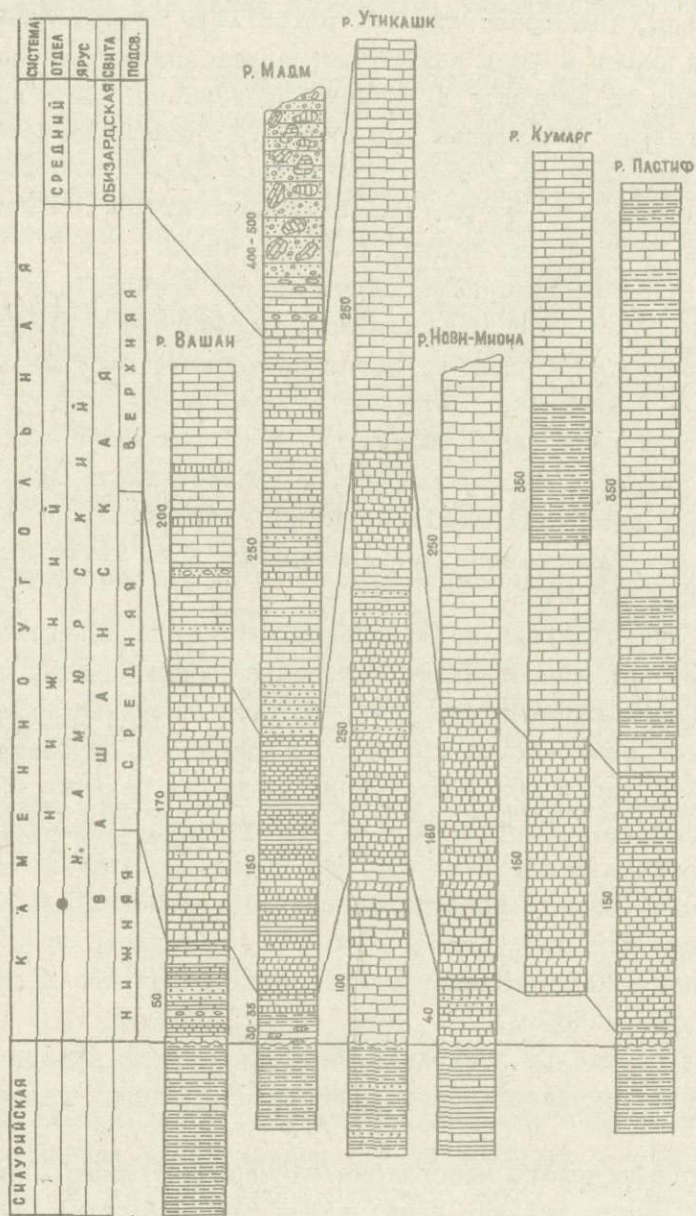 СИСТЕМА
ОТДЕЛ
ЯРУС
СВИТА
ПОДСВ.
КАМЕННОУГОЛЬНАЯ
СИЛУРИЙСКАЯ
СРЕДНИЙ
НИЖНИЙ
Н. НАМЮРСКИЙ
ОБИЗАРДСКАЯ
ВАШАНСКАЯ
ВЕРХНЯЯ
СРЕДНЯЯ
НИЖНЯЯ
р. ВАШАН
200
170
50
р. МАДМ
400-500
250
150
30-35
р. УТИКАШК
250
250
100
р. НОВИ-МИОНА
250
160
40
р. КУМАРГ
350
150
р. ПАСТИФ
350
150